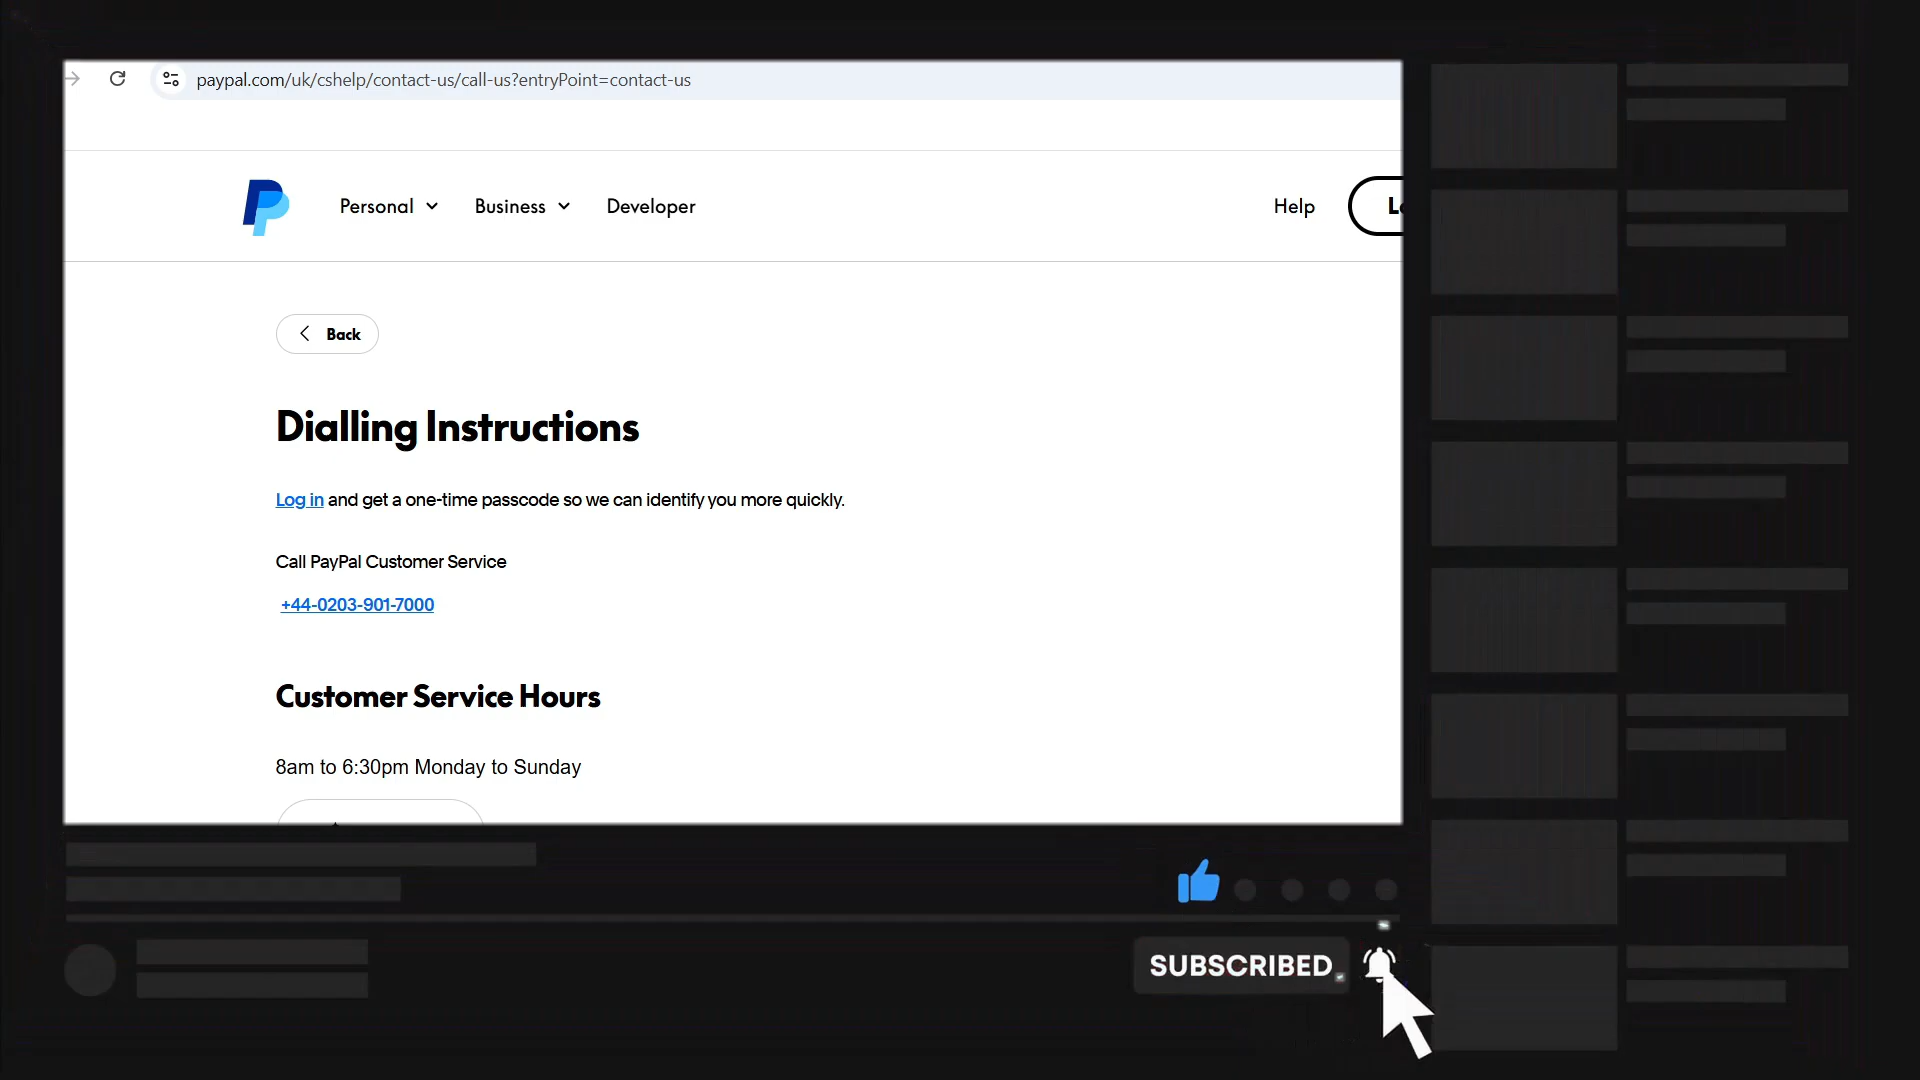 paypal.com/uk/cshelp/contact-us/call-us?entryPoint=contact-us
Personal Business Developer Help
Back
Dialling Instructions
Log in and get a one-time passcode so we can identify you more quickly.
Call PayPal Customer Service
+44-0203-901-7000
Customer Service Hours
8am to 6:30pm Monday to Sunday
SUBSCRIBED